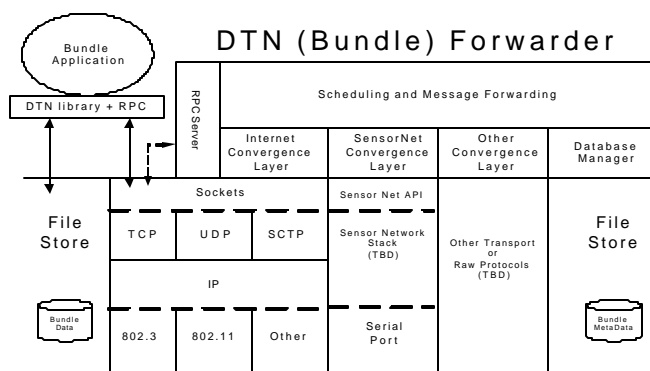 Bundle
Application
DTN (Bundle) Forwarder
DTN library + RPC
RPC Server
Scheduling and Message Forwarding
Internet
Convergence
Layer
SensorNet
Convergence
Layer
Other
Convergence
Layer
Database
Manager
Sockets
Sensor Net API
File
Store
TCP
UDP
SCTP
Sensor Network
Stack
(TBD)
Other Transport
or
Raw Protocols
(TBD)
File
Store
IP
Bundle
Data
802.3
802.11
Other
Serial
Port
Bundle
MetaData